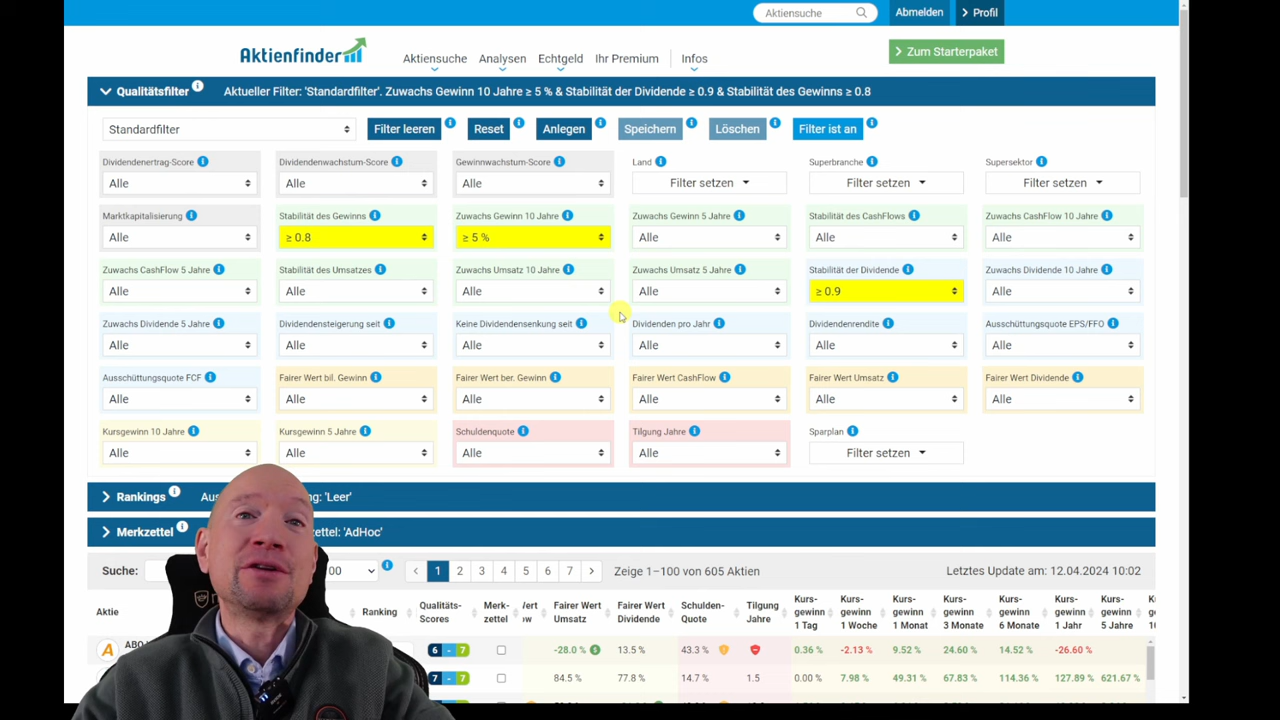 Aktiensuche Abmelden > Profil
Aktienfinder Aktiensuche Analysen Echtgeld Ihr Premium Infos > Zum Starterpaket
Qualitätsfilter Aktueller Filter: 'Standardfilter'. Zuwachs Gewinn 10 Jahre ≥ 5 % & Stabilität der Dividende ≥ 0.9 & Stabilität des Gewinns ≥ 0.8
Standardfilter Filter leeren Reset Anlegen Speichern Löschen Filter ist an
Dividendenertrag-Score Dividendenwachstum-Score Gewinnwachstum-Score Land Superbranche Supersektor
Alle Alle Alle Filter setzen Filter setzen Filter setzen
Marktkapitalisierung Stabilität des Gewinns Zuwachs Gewinn 10 Jahre Zuwachs Gewinn 5 Jahre Stabilität des CashFlows Zuwachs CashFlow 10 Jahre
Alle ≥ 0.8 ≥ 5 % Alle Alle Alle
Zuwachs CashFlow 5 Jahre Stabilität des Umsatzes Zuwachs Umsatz 10 Jahre Zuwachs Umsatz 5 Jahre Stabilität der Dividende Zuwachs Dividende 10 Jahre
Alle Alle Alle Alle ≥ 0.9 Alle
Zuwachs Dividende 5 Jahre Dividendensteigerung seit Keine Dividendensenkung seit Dividenden pro Jahr Dividendenrendite Ausschüttungsquote EPS/FFO
Alle Alle Alle Alle Alle Alle
Ausschüttungsquote FCF Fairer Wert bil. Gewinn Fairer Wert ber. Gewinn Fairer Wert CashFlow Fairer Wert Umsatz Fairer Wert Dividende
Alle Alle Alle Alle Alle Alle
Kursgewinn 10 Jahre Kursgewinn 5 Jahre Schuldenquote Tilgung Jahre Sparplan
Alle Alle Alle Alle Filter setzen
Rankings 'Leer'
Merkzettel 'AdHoc'
Suche: 00 < 1 2 3 4 5 6 7 > Zeige 1–100 von 605 Aktien Letztes Update am: 12.04.2024 10:02
Aktie Ranking Qualitäts-Scores Merk-zettel Fairer Wert Umsatz Fairer Wert Dividende Schulden-Quote Tilgung Jahre Kurs-gewinn 1 Tag Kurs-gewinn 1 Woche Kurs-gewinn 1 Monat Kurs-gewinn 3 Monate Kurs-gewinn 6 Monate Kurs-gewinn 1 Jahr Kurs-gewinn 5 Jahre
6 - 7 -28.0 % 13.5 % 43.3 % 0.36 % -2.13 % 9.52 % 24.60 % 14.52 % -26.60 %
7 - 7 84.5 % 77.8 % 14.7 % 1.5 0.00 % 7.98 % 49.31 % 67.83 % 114.36 % 127.89 % 621.67 %